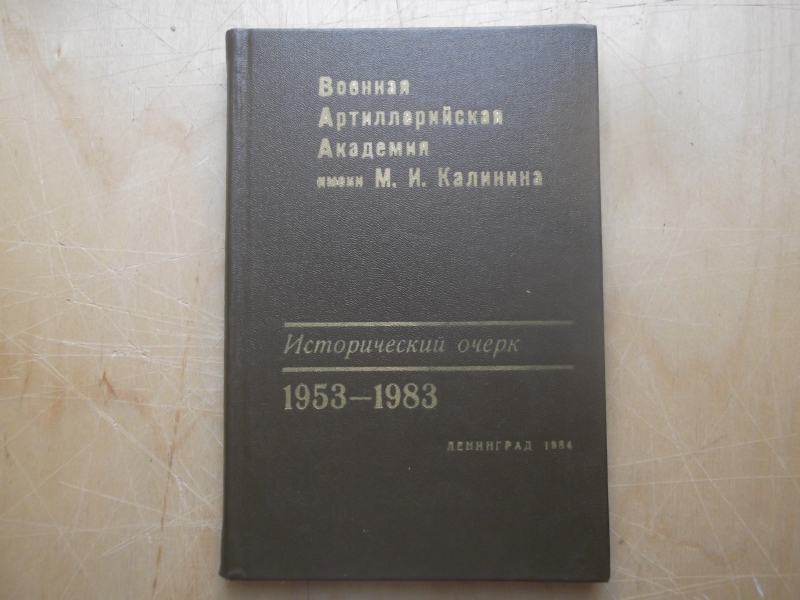 Военная
Артиллерийская
Академия
имени М. И. Калинина
Исторический очерк
1953—1983
ЛЕНИНГРАД 1984